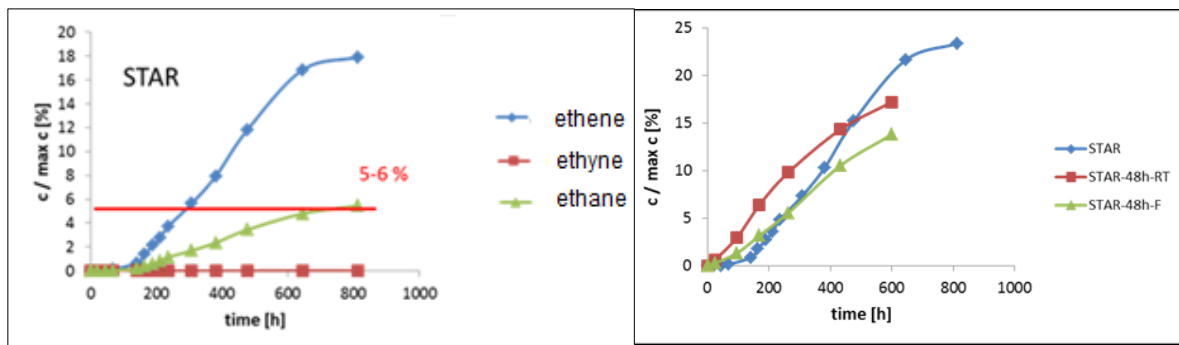 20
18
16
14
12
10
8
6
4
2
0
c / max c [%]
STAR
5-6 %
ethene
ethyne
ethane
0 200 400 600 800 1000
time [h]
25
20
15
10
5
0
c / max c [%]
STAR
STAR-48h-RT
STAR-48h-F
0 200 400 600 800 1000
time [h]